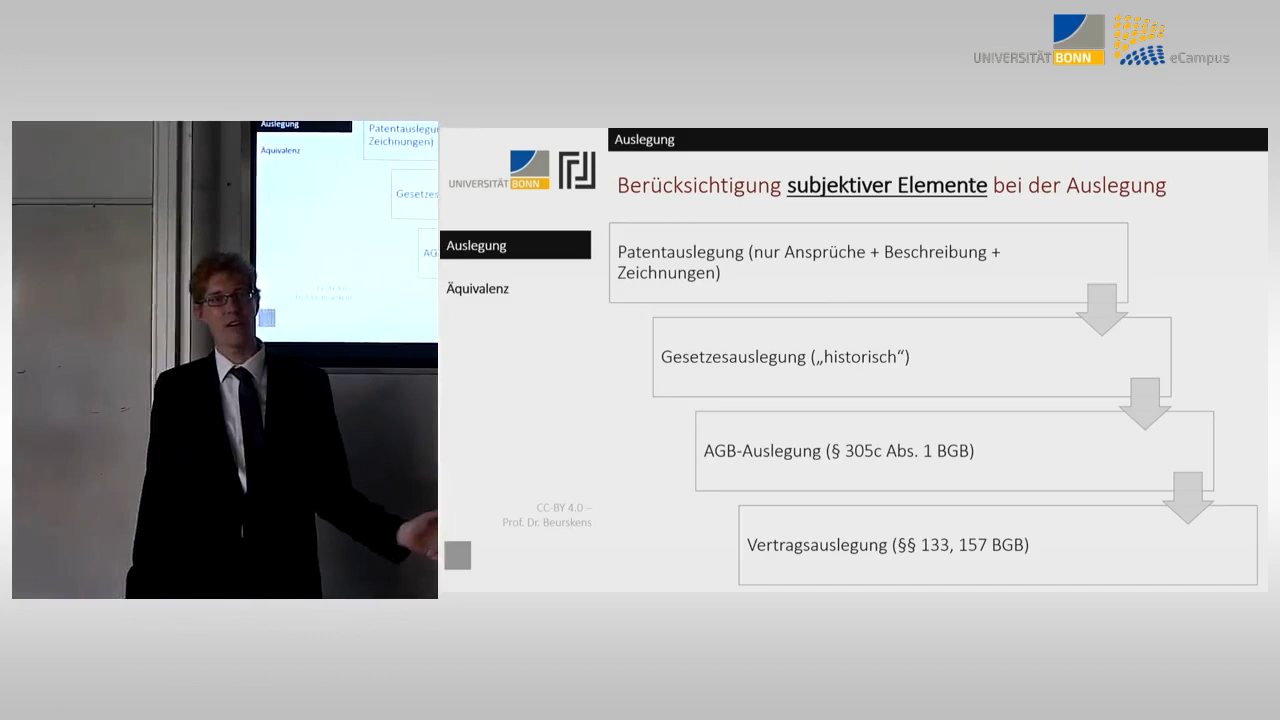 UNIVERSITÄT BONN
eCampus
Auslegung
Äquivalenz
Patentauslegu
Zeichnungen)
Gesetzes
AG
UNIVERSITÄT BONN
Auslegung
Äquivalenz
CC-BY 4.0 –
Prof. Dr. Beurskens
Auslegung
Berücksichtigung subjektiver Elemente bei der Auslegung
Patentauslegung (nur Ansprüche + Beschreibung +
Zeichnungen)
Gesetzesauslegung („historisch“)
AGB-Auslegung (§ 305c Abs. 1 BGB)
Vertragsauslegung (§§ 133, 157 BGB)